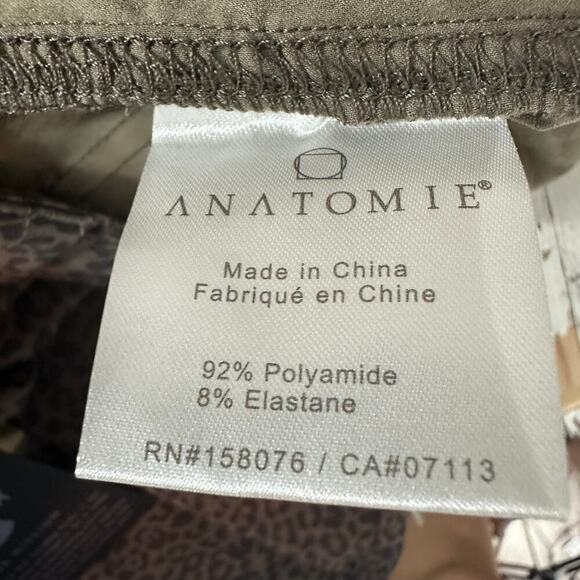 ANATOMIE®
Made in China
Fabriqué en Chine
92% Polyamide
8% Elastane
RN#158076 / CA#07113